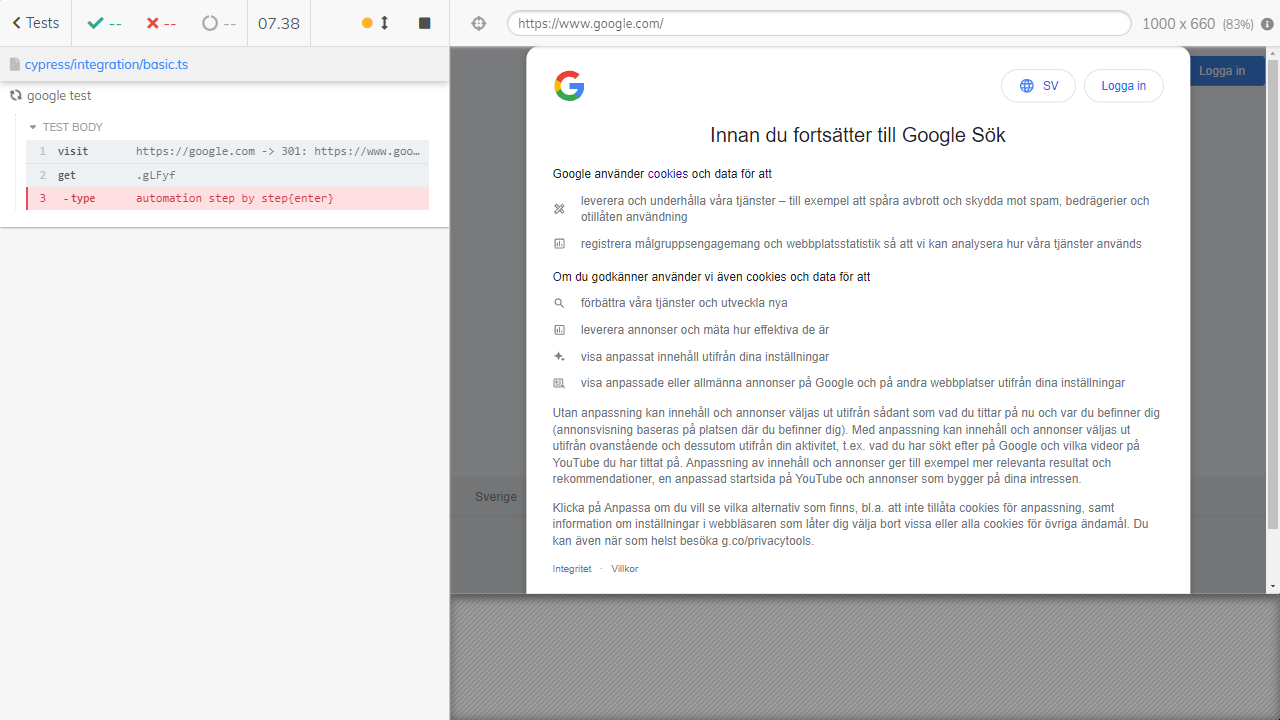 Tests
--
--
--
07.38
https://www.google.com/
1000 x 660 (83%)
cypress/integration/basic.ts
google test
TEST BODY
1 visit https://google.com -> 301: https://www.goo…
2 get .gLFyf
3 -type automation step by step{enter}
Logga in
SV
Logga in
Innan du fortsätter till Google Sök
Google använder cookies och data för att
leverera och underhålla våra tjänster – till exempel att spåra avbrott och skydda mot spam, bedrägerier och
otillåten användning
registrera målgruppsengagemang och webbplatsstatistik så att vi kan analysera hur våra tjänster används
Om du godkänner använder vi även cookies och data för att
förbättra våra tjänster och utveckla nya
leverera annonser och mäta hur effektiva de är
visa anpassat innehåll utifrån dina inställningar
visa anpassade eller allmänna annonser på Google och på andra webbplatser utifrån dina inställningar
Utan anpassning kan innehåll och annonser väljas ut utifrån sådant som vad du tittar på nu och var du befinner dig
(annonsvisning baseras på platsen där du befinner dig). Med anpassning kan innehåll och annonser väljas ut
utifrån ovanstående och dessutom utifrån din aktivitet, t.ex. vad du har sökt efter på Google och vilka videor på
YouTube du har tittat på. Anpassning av innehåll och annonser ger till exempel mer relevanta resultat och
rekommendationer, en anpassad startsida på YouTube och annonser som bygger på dina intressen.
Sverige
Klicka på Anpassa om du vill se vilka alternativ som finns, bl.a. att inte tillåta cookies för anpassning, samt
information om inställningar i webbläsaren som låter dig välja bort vissa eller alla cookies för övriga ändamål. Du
kan även när som helst besöka g.co/privacytools.
Integritet · Villkor